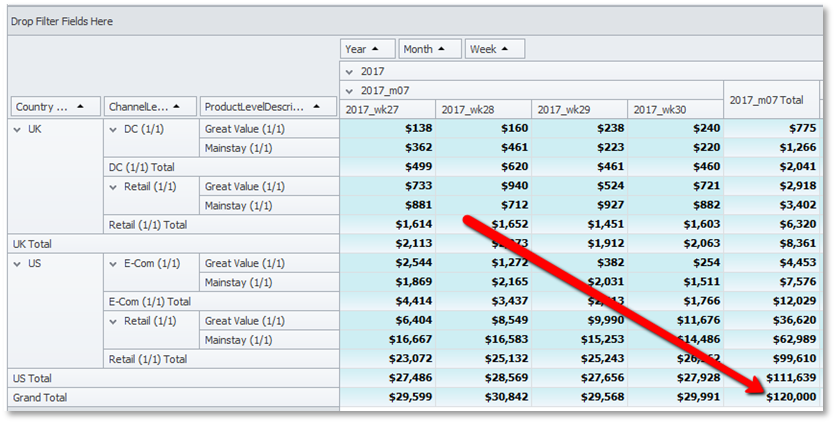 Drop Filter Fields Here
Year Month Week
2017
2017_m07
Country ... ChannelLe... ProductLevelDescri... 2017_wk27 2017_wk28 2017_wk29 2017_wk30 2017_m07 Total
UK DC (1/1) Great Value (1/1) $138 $160 $238 $240 $775
Mainstay (1/1) $362 $461 $223 $220 $1,266
DC (1/1) Total $499 $620 $461 $460 $2,041
Retail (1/1) Great Value (1/1) $733 $940 $524 $721 $2,918
Mainstay (1/1) $881 $712 $927 $882 $3,402
Retail (1/1) Total $1,614 $1,652 $1,451 $1,603 $6,320
UK Total $2,113 $1,912 $2,063 $8,361
US E-Com (1/1) Great Value (1/1) $2,544 $1,272 $382 $254 $4,453
Mainstay (1/1) $1,869 $2,165 $2,031 $1,511 $7,576
E-Com (1/1) Total $4,414 $3,437 $1,766 $12,029
Retail (1/1) Great Value (1/1) $6,404 $8,549 $9,990 $11,676 $36,620
Mainstay (1/1) $16,667 $16,583 $15,253 $14,486 $62,989
Retail (1/1) Total $23,072 $25,132 $25,243 $99,610
US Total $27,486 $28,569 $27,656 $27,928 $111,639
Grand Total $29,599 $30,842 $29,568 $29,991 $120,000